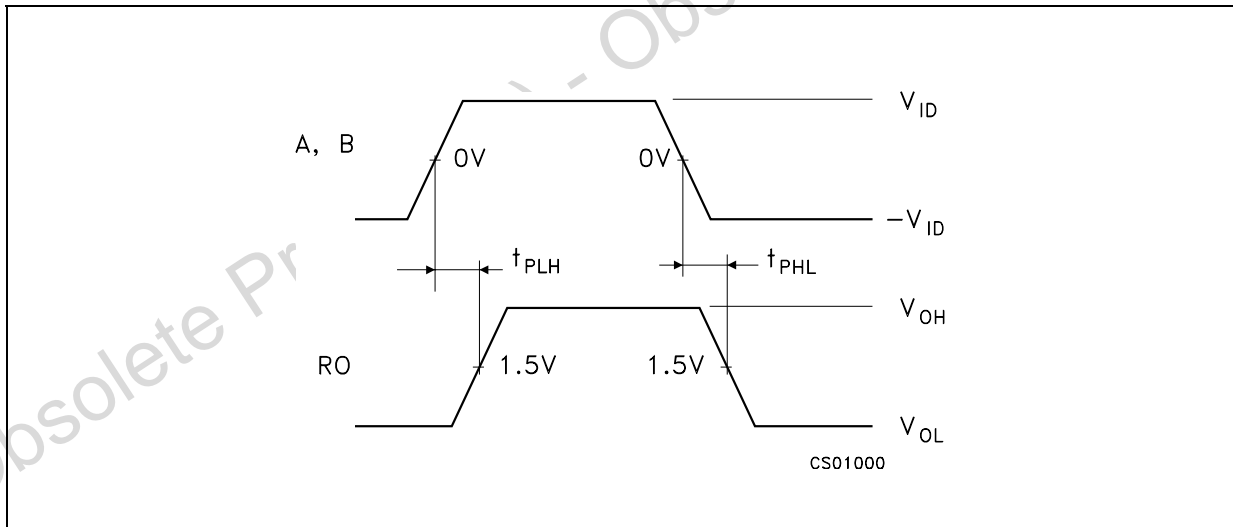 Obsolete Pr
) - Obs
V_ID
A, B
0V 0V
-V_ID
t_PLH t_PHL
V_OH
RO 1.5V 1.5V
V_OL
CS01000